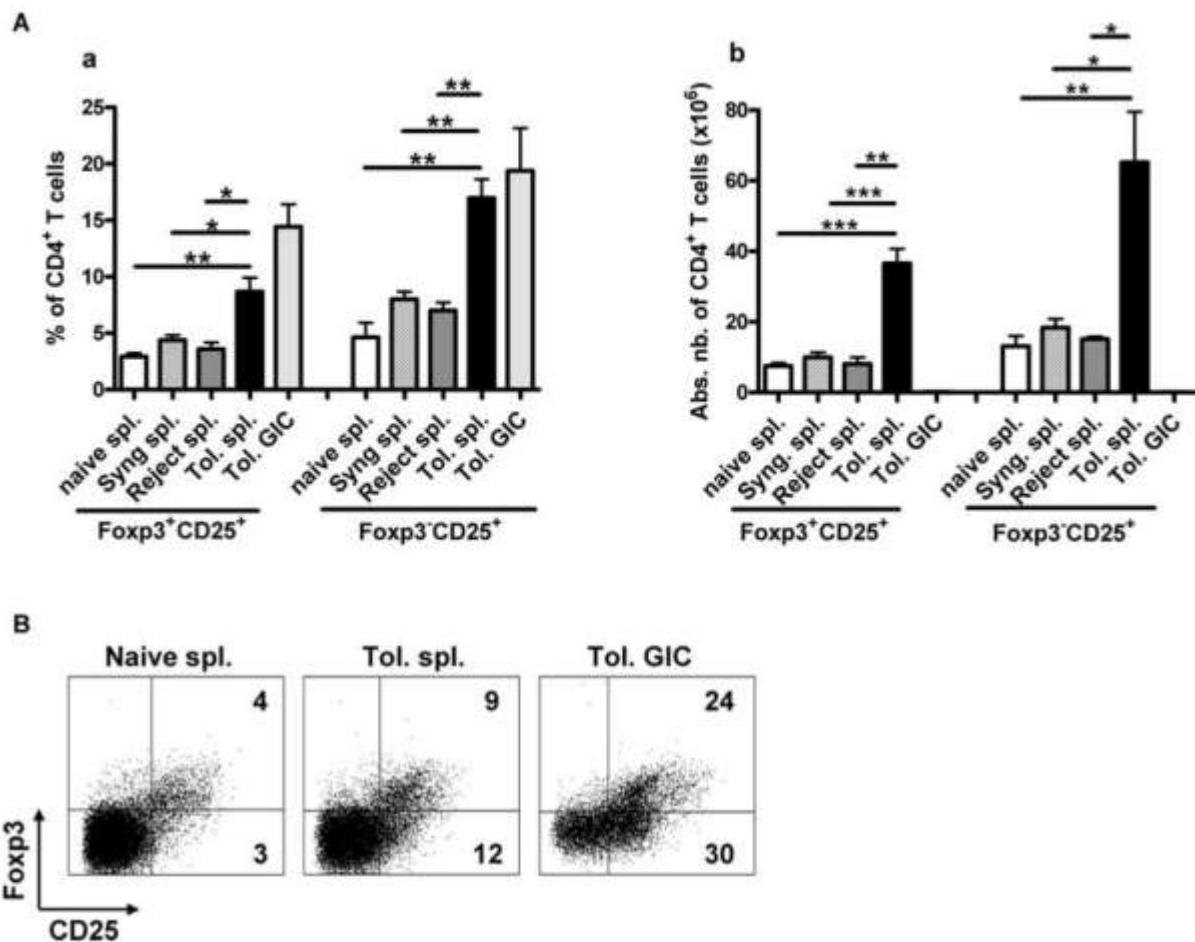 A
a
% of CD4⁺ T cells
25
20
15
10
5
0
**
**
**
*
*
**
naive spl.
Syng spl.
Reject spl.
Tol. spl.
Tol. GIC
naive spl.
Syng spl.
Reject spl.
Tol. spl.
Tol. GIC
Foxp3⁺CD25⁺
Foxp3⁻CD25⁺
b
Abs. nb. of CD4⁺ T cells (x10⁶)
80
60
40
20
0
*
*
**
**
***
***
naive spl.
Syng. spl.
Reject spl.
Tol. spl
Tol. GIC
naive spl.
Syng. spl.
Reject spl.
Tol. spl.
Tol. GIC
Foxp3⁺CD25⁺
Foxp3⁻CD25⁺
B
Naive spl.
Tol. spl.
Tol. GIC
4
9
24
3
12
30
Foxp3
CD25